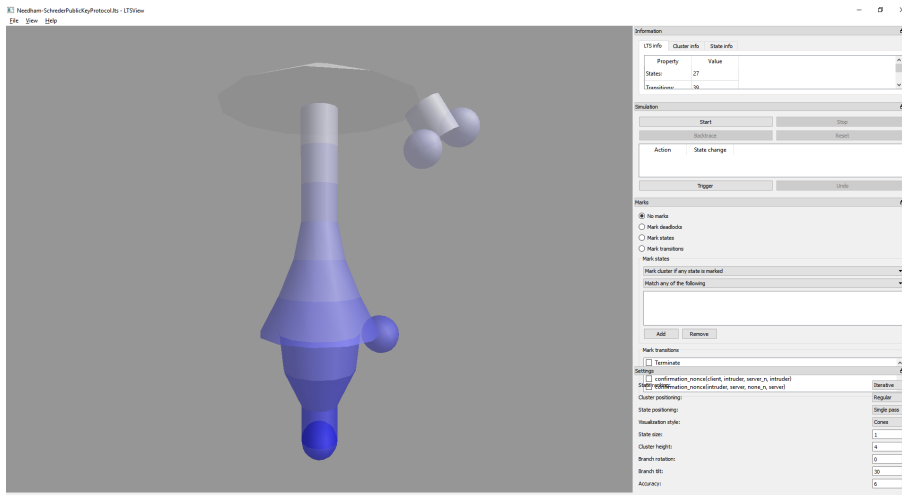 Needham-SchrederPublicKeyProtocol.lts - LTSView
File View Help
Information
LTS info Cluster info State info
Property Value
States: 27
Transitions: 39
Simulation
Start Stop
Backtrace Reset
Action State change
Trigger Undo
Marks
No marks
Mark deadlocks
Mark states
Mark transitions
Mark states
Mark cluster if any state is marked
Match any of the following
Add Remove
Mark transitions
Terminate
Settings
confirmation_nonce(client, intruder, server_n, intruder)
confirmation_nonce(intruder, server, none_n, server)
Iterative
Cluster positioning: Regular
State positioning: Single pass
Visualization style: Cones
State size: 1
Cluster height: 4
Branch rotation: 0
Branch tilt: 30
Accuracy: 6